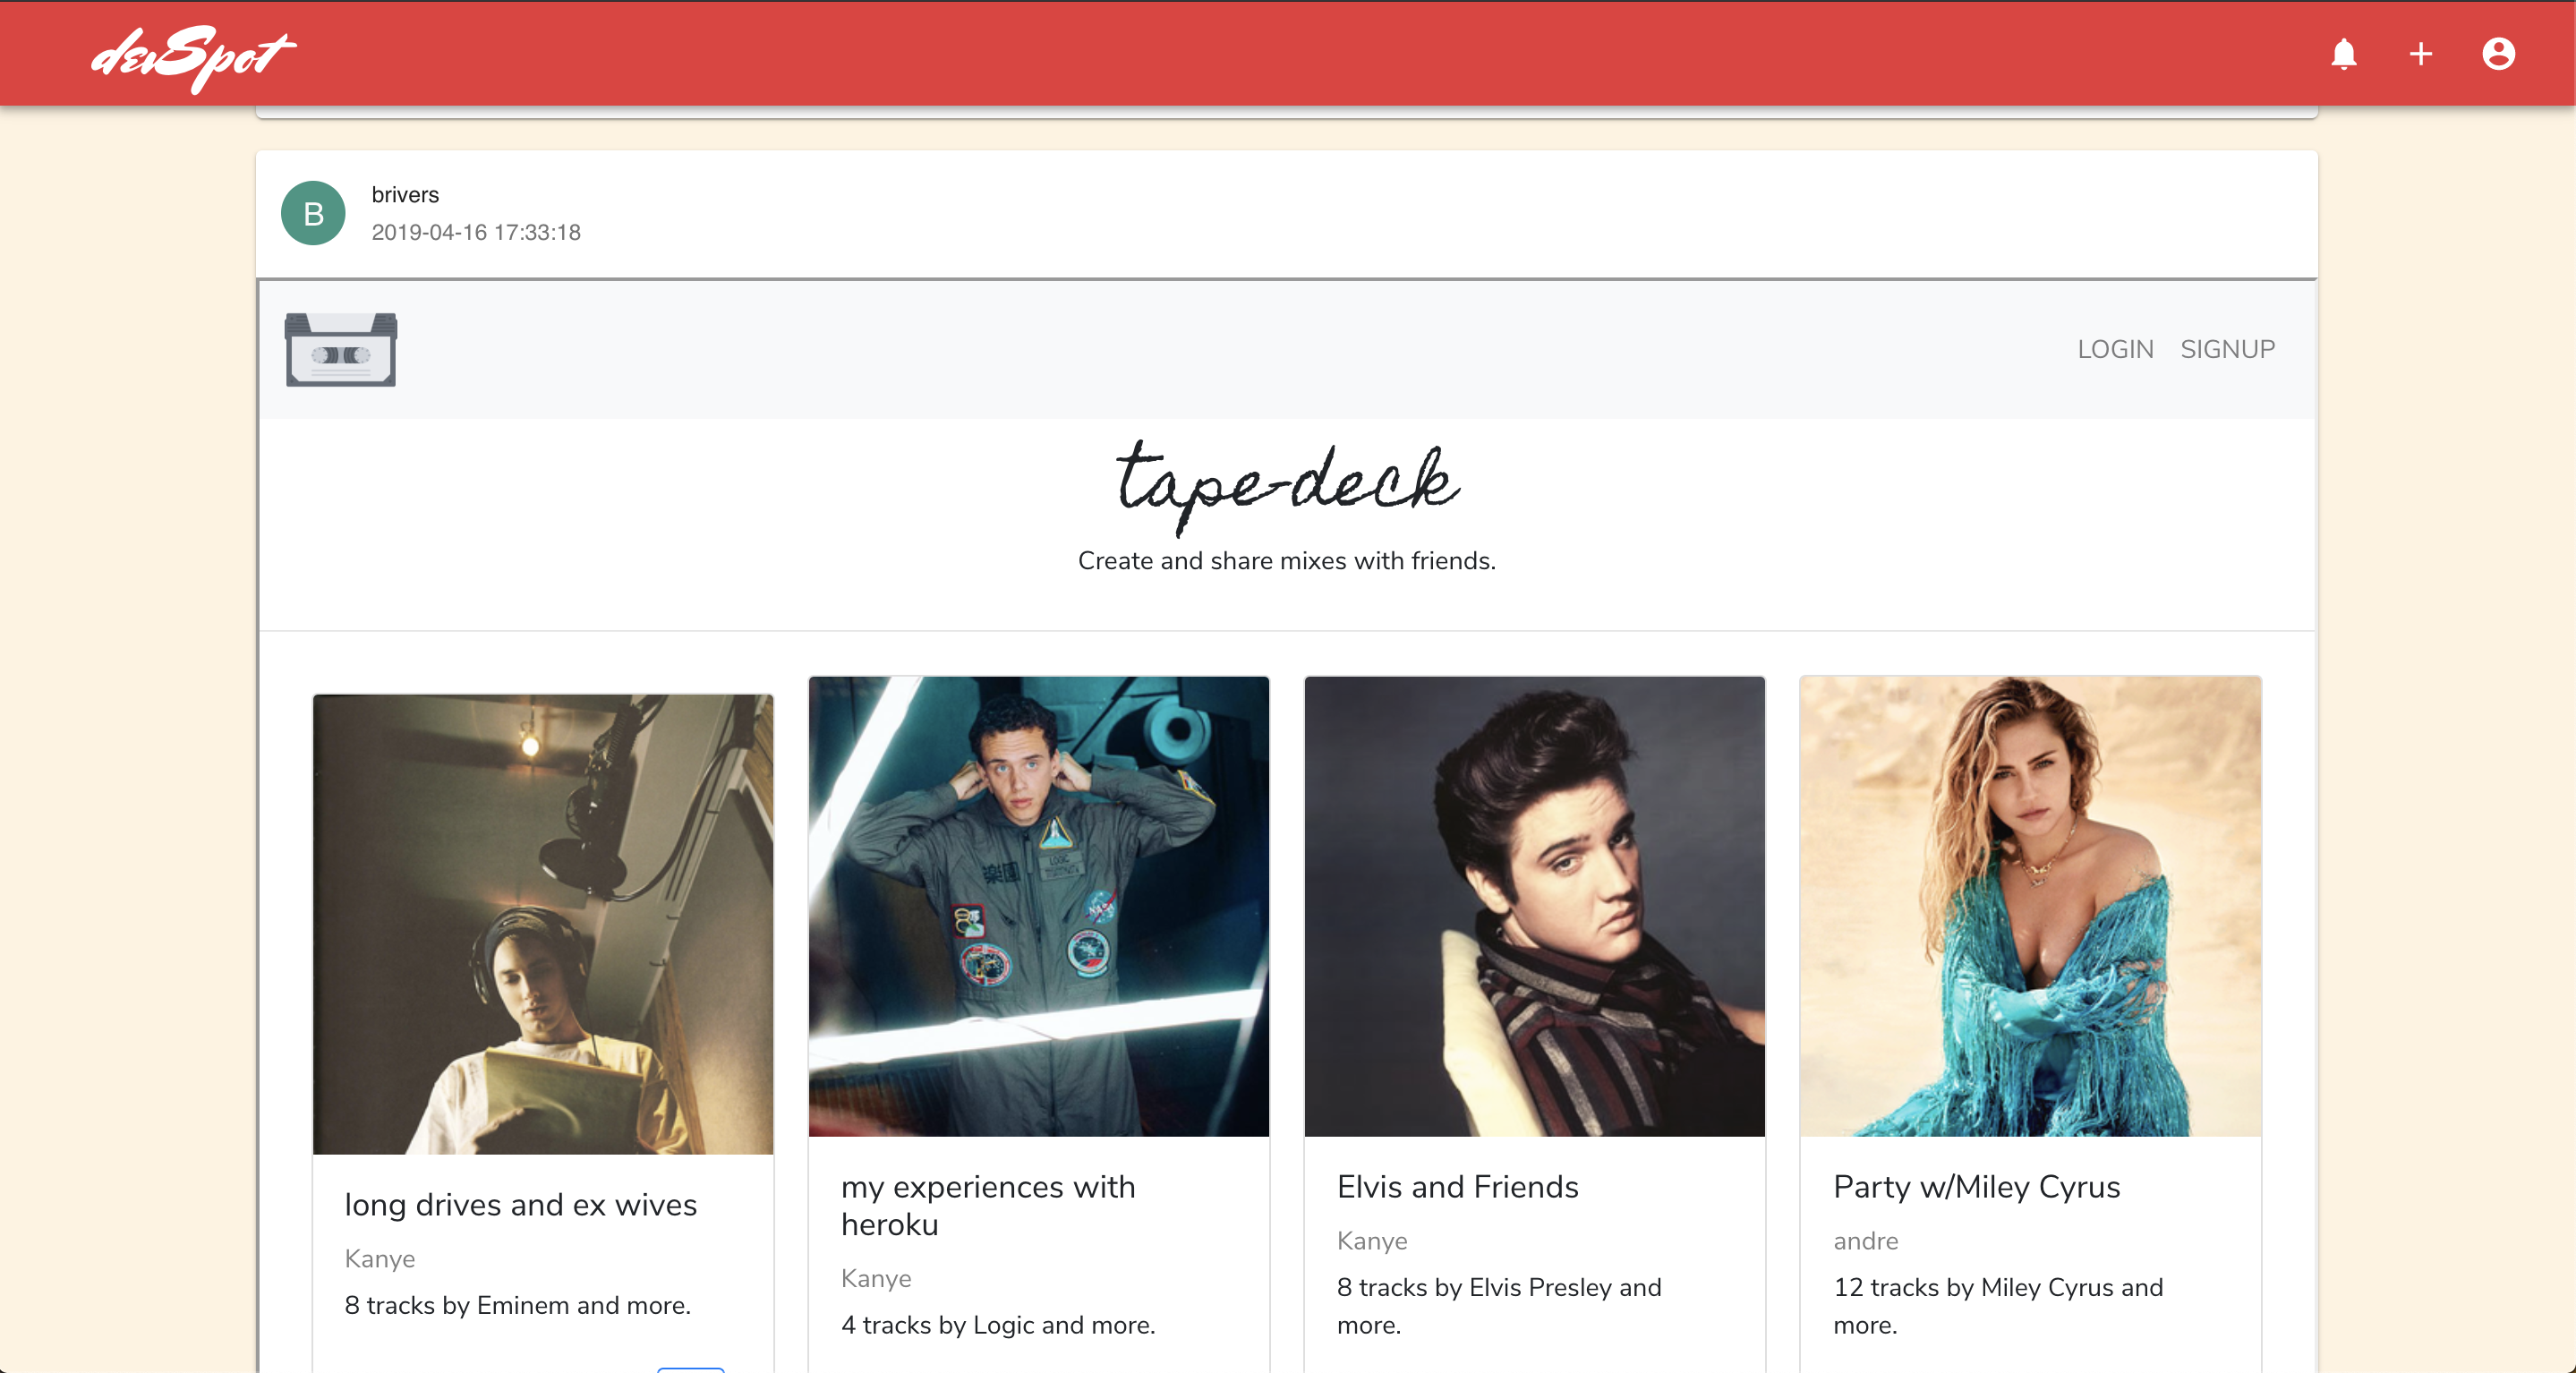 devSpot
B
brivers
2019-04-16 17:33:18
LOGIN SIGNUP
tape-deck
Create and share mixes with friends.
LOGIC
NASA
long drives and ex wives
Kanye
8 tracks by Eminem and more.
my experiences with
heroku
Kanye
4 tracks by Logic and more.
Elvis and Friends
Kanye
8 tracks by Elvis Presley and
more.
Party w/Miley Cyrus
andre
12 tracks by Miley Cyrus and
more.